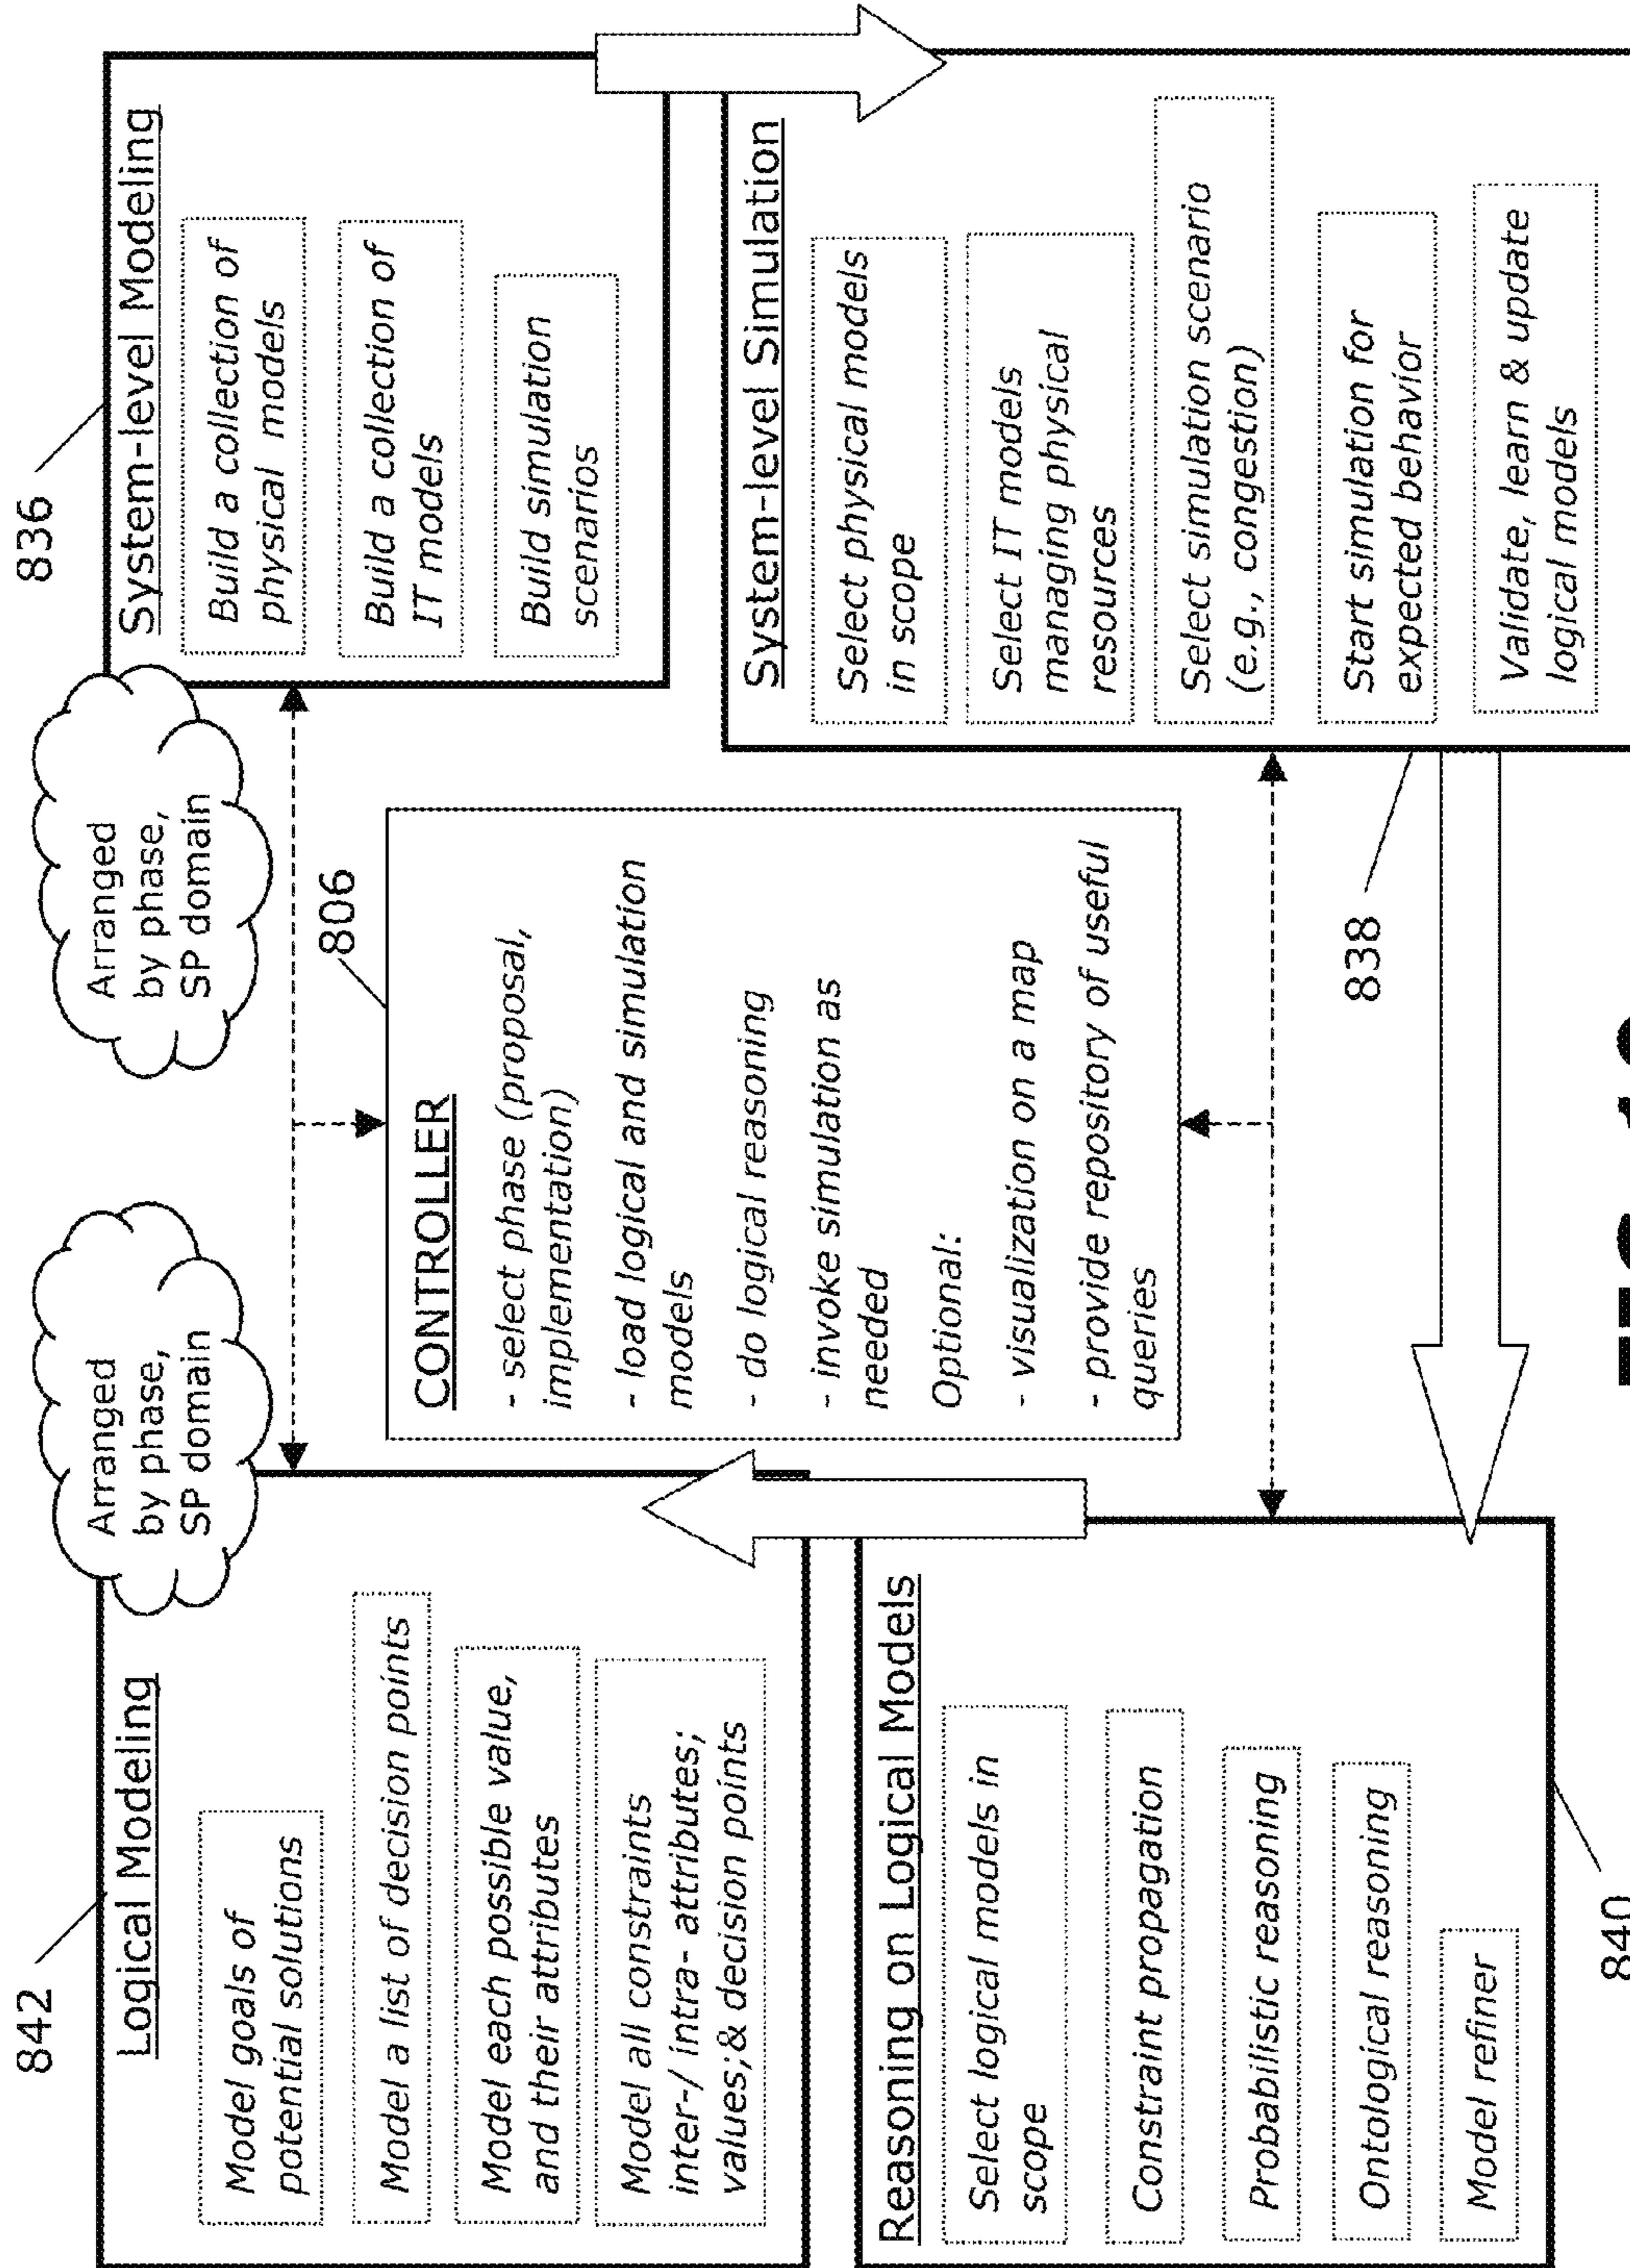 842
Logical Modeling
Model goals of
potential solutions
Model a list of decision points
Model each possible value,
and their attributes
Model all constraints
inter-/ intra- attributes;
values;& decision points
Arranged
by phase,
SP domain
Arranged
by phase,
SP domain
836
System-level Modeling
Build a collection of
physical models
Build a collection of
IT models
Build simulation
scenarios
806
CONTROLLER
- select phase (proposal,
implementation)
- load logical and simulation
models
- do logical reasoning
- invoke simulation as
needed
Optional:
- visualization on a map
- provide repository of useful
queries
Reasoning on Logical Models
Select logical models in
scope
Constraint propagation
Probabilistic reasoning
Ontological reasoning
Model refiner
840
System-level Simulation
Select physical models
in scope
Select IT models
managing physical
resources
Select simulation scenario
(e.g., congestion)
Start simulation for
expected behavior
Validate, learn & update
logical models
838